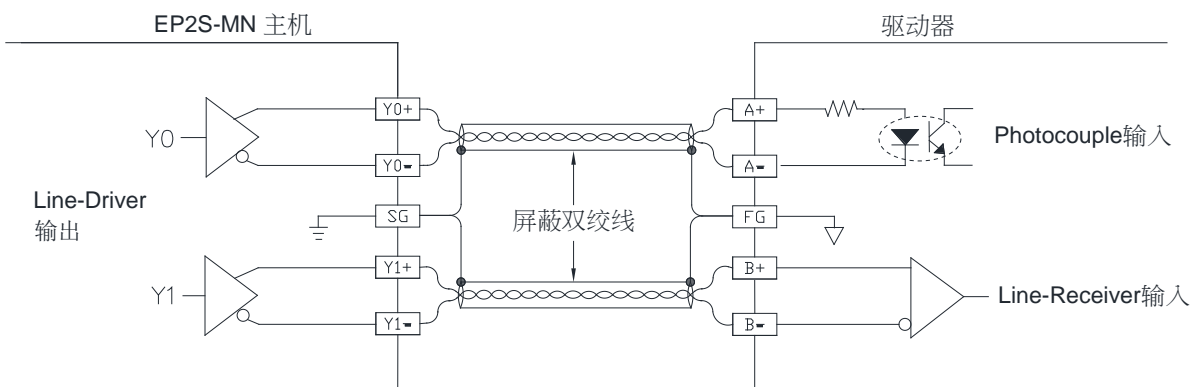 EP2S-MN 主机
驱动器
Y0
Y0+
Y0-
A+
A-
Photocouple输入
Line-Driver
输出
SG
屏蔽双绞线
FG
Y1
Y1+
Y1-
B+
B-
Line-Receiver输入